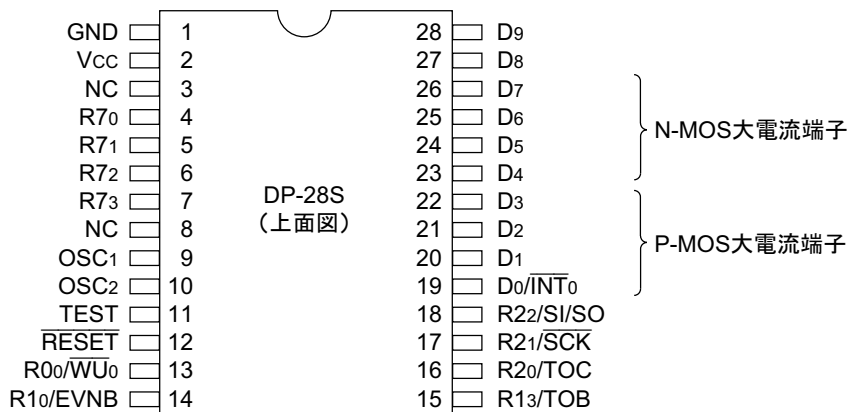 GND 1 28 D9
VCC 2 27 D8
NC 3 26 D7
R70 4 25 D6
R71 5 24 D5
N-MOS大電流端子
R72 6 23 D4
R73 7 22 D3
DP-28S
(上面図)
NC 8 21 D2
OSC1 9 20 D1
P-MOS大電流端子
OSC2 10 19 D0/INT0
TEST 11 18 R22/SI/SO
RESET 12 17 R21/SCK
R00/WU0 13 16 R20/TOC
R10/EVNB 14 15 R13/TOB